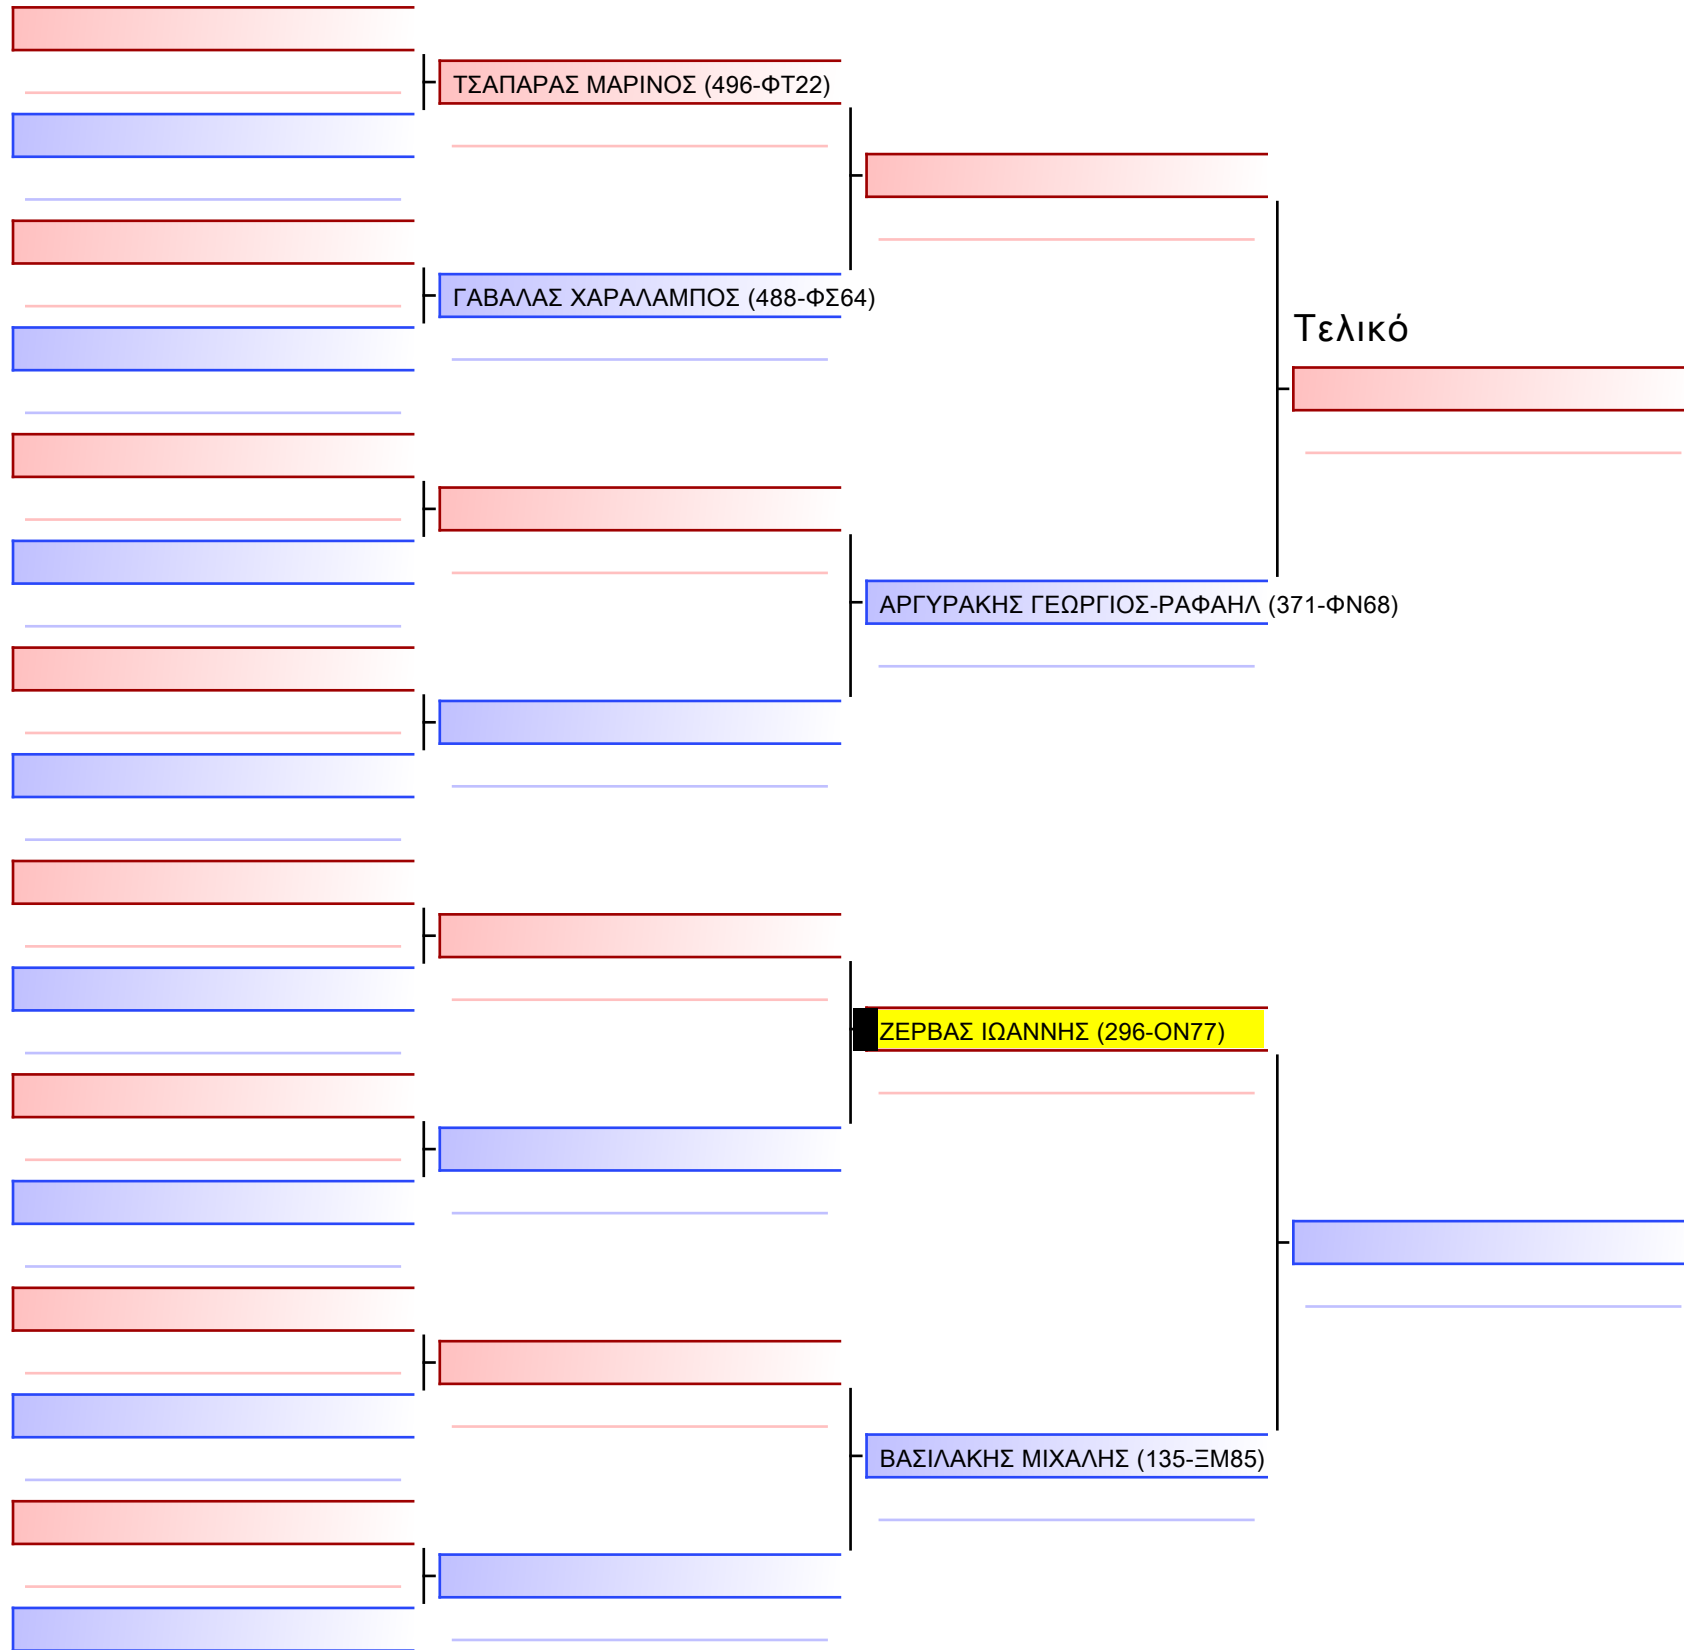 ΤΣΑΠΑΡΑΣ ΜΑΡΙΝΟΣ (496-ΦΤ22)
ΓΑΒΑΛΑΣ ΧΑΡΑΛΑΜΠΟΣ (488-ΦΣ64)
Τελικό
ΑΡΓΥΡΑΚΗΣ ΓΕΩΡΓΙΟΣ-ΡΑΦΑΗΛ (371-ΦΝ68)
ΖΕΡΒΑΣ ΙΩΑΝΝΗΣ (296-ΟΝ77)
ΒΑΣΙΛΑΚΗΣ ΜΙΧΑΛΗΣ (135-ΞΜ85)